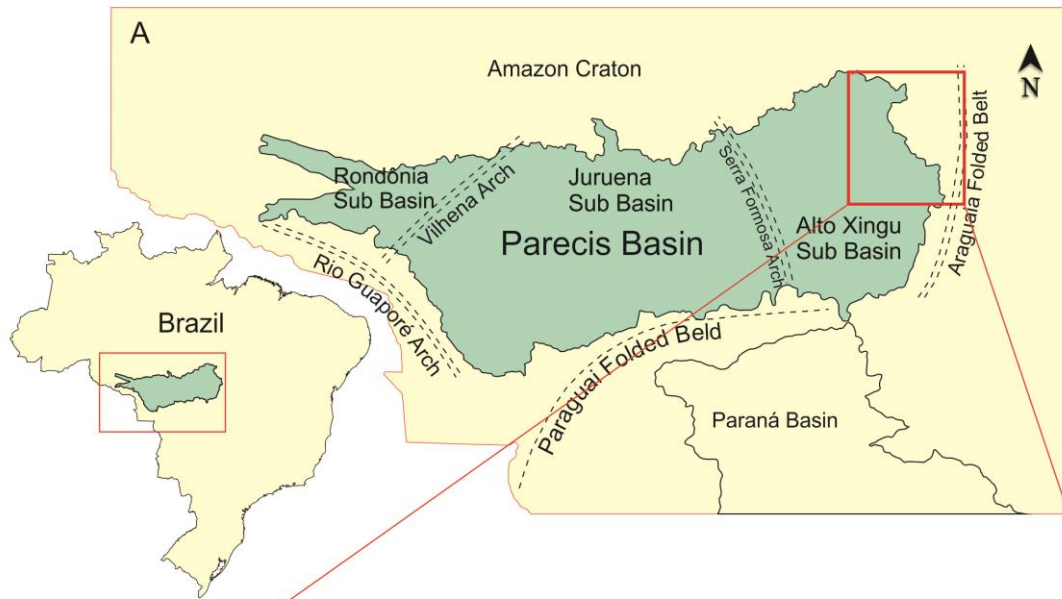 A
Amazon Craton
N
Rondônia
Sub Basin
Vilhena Arch
Juruena
Sub Basin
Serra Formosa Arch
Alto Xingu
Sub Basin
Araguaia Folded Belt
Parecis Basin
Rio Guaporé Arch
Brazil
Paraguai Folded Beld
Paraná Basin